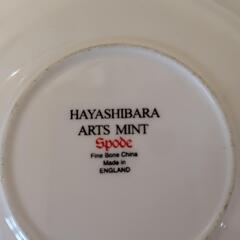 HAYASHIBARA
ARTS MINT
Spode
Fine Bone China
Made in
ENGLAND